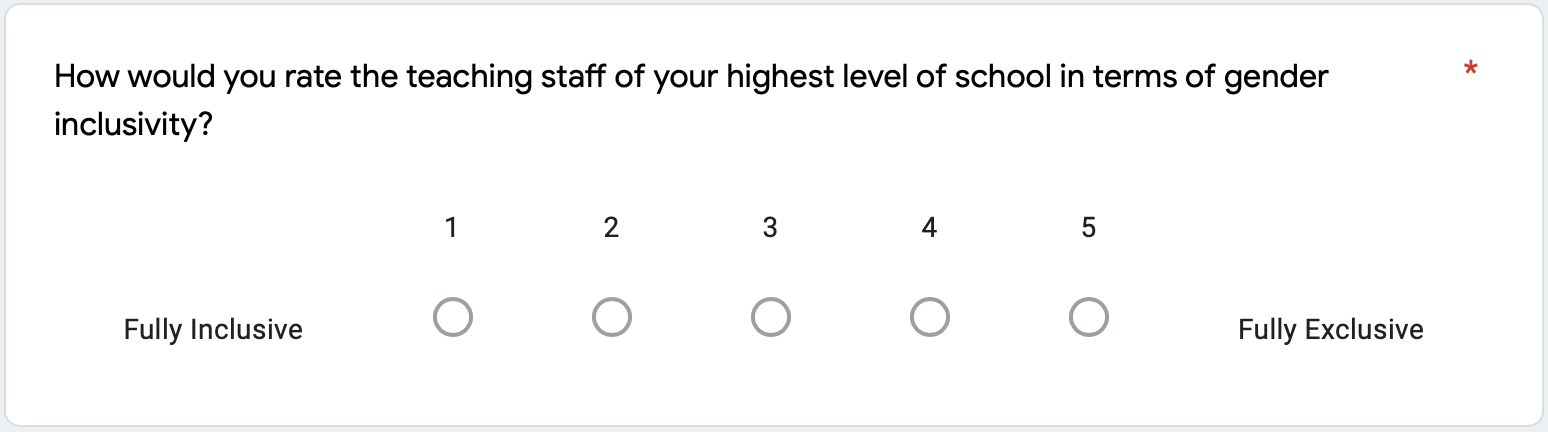 How would you rate the teaching staff of your highest level of school in terms of gender *
inclusivity?
1 2 3 4 5
Fully Inclusive Fully Exclusive